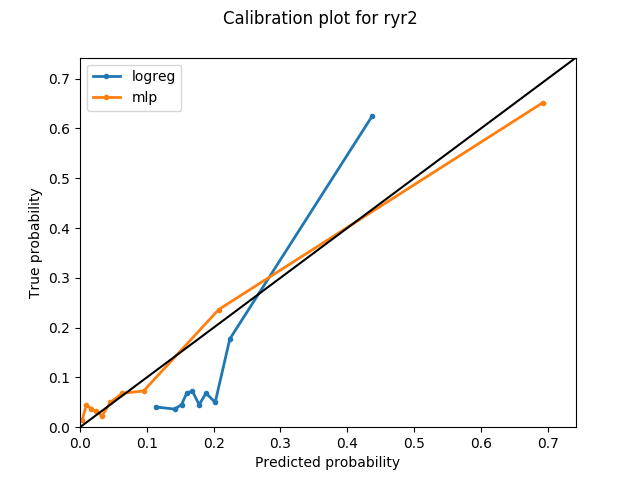 Calibration plot for ryr2
logreg
mlp
0.7
0.6
0.5
0.4
0.3
0.2
0.1
0.0
True probability
0.0 0.1 0.2 0.3 0.4 0.5 0.6 0.7
Predicted probability